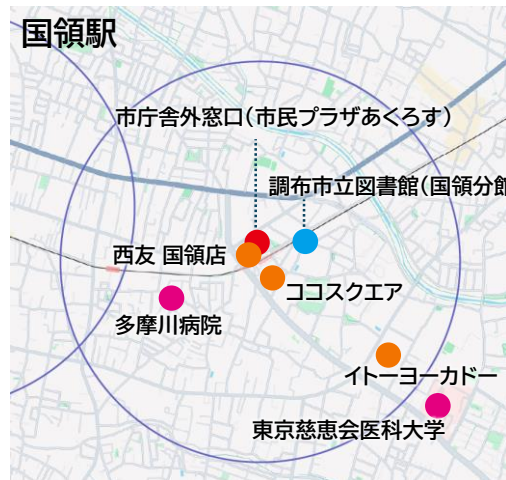 国領駅
市庁舎外窓口(市民プラザあくろす)
調布市立図書館(国領分館
西友 国領店
ココスクエア
多摩川病院
イトーヨーカドー
東京慈恵会医科大学